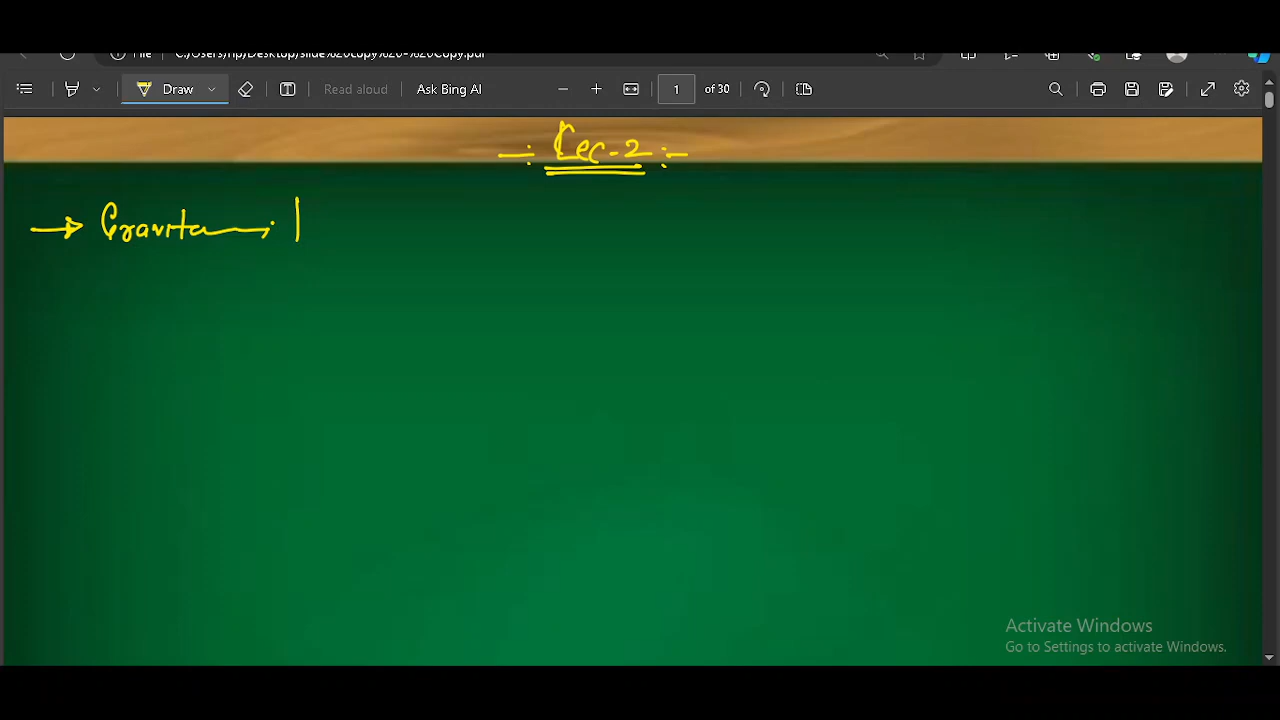 File C:/Users/hp/Desktop/slide%20copy%20-%20Copy.pdf
Draw Read aloud Ask Bing AI 1 of 30
Lec-2
Activate Windows
Go to Settings to activate Windows.